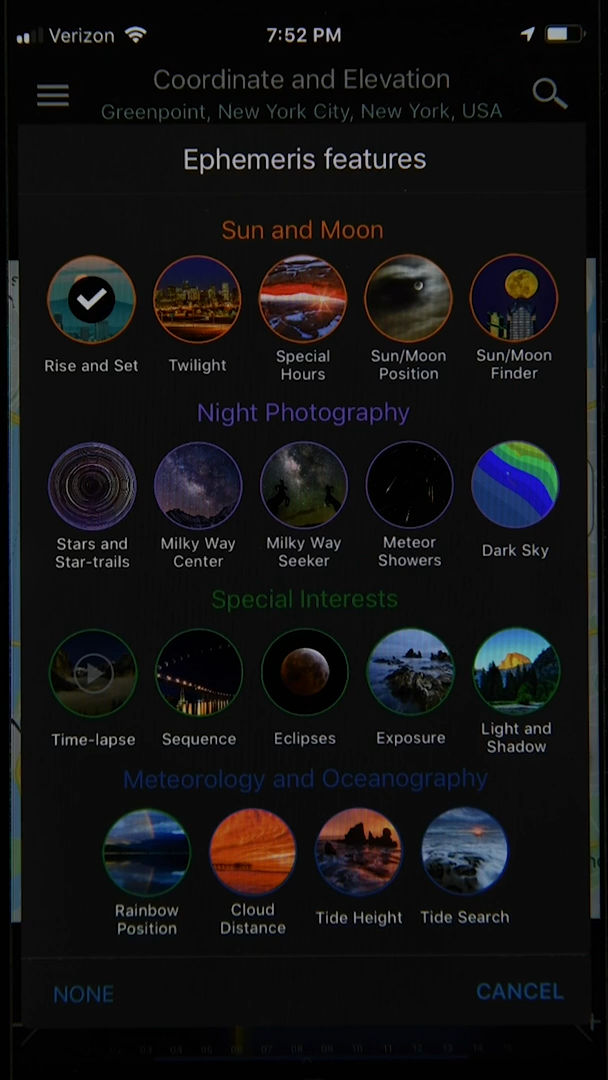 Verizon
7:52 PM
Coordinate and Elevation
Greenpoint, New York City, New York, USA
Ephemeris features
Sun and Moon
Rise and Set
Twilight
Special
Hours
Sun/Moon
Position
Sun/Moon
Finder
Night Photography
Stars and
Star-trails
Milky Way
Center
Milky Way
Seeker
Meteor
Showers
Dark Sky
Special Interests
Time-lapse
Sequence
Eclipses
Exposure
Light and
Shadow
Meteorology and Oceanography
Rainbow
Position
Cloud
Distance
Tide Height
Tide Search
NONE
CANCEL